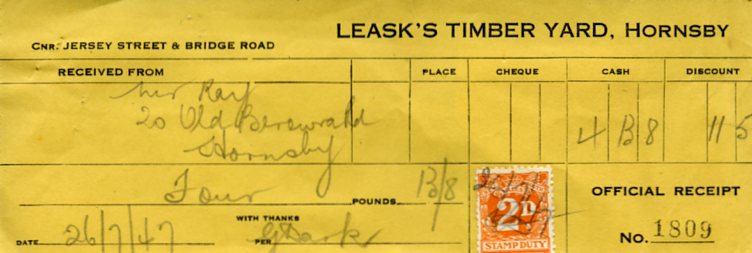 LEASK'S TIMBER YARD, HORNSBY
CNR. JERSEY STREET & BRIDGE ROAD
RECEIVED FROM PLACE CHEQUE CASH DISCOUNT
Mr Ray
20 Old Berowra Rd 4 13 8 11 5
Hornsby
Four POUNDS 13/8
2D
STAMP DUTY
OFFICIAL RECEIPT
No. 1809
WITH THANKS
DATE 26/7/47 PER